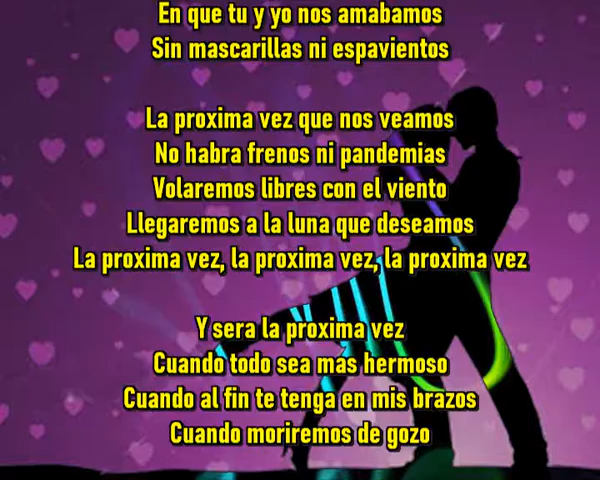 En que tu y yo nos amabamos
Sin mascarillas ni espavientos
La proxima vez que nos veamos
No habra frenos ni pandemias
Volaremos libres con el viento
Llegaremos a la luna que deseamos
La proxima vez, la proxima vez, la proxima vez
Y sera la proxima vez
Cuando todo sea mas hermoso
Cuando al fin te tenga en mis brazos
Cuando moriremos de gozo